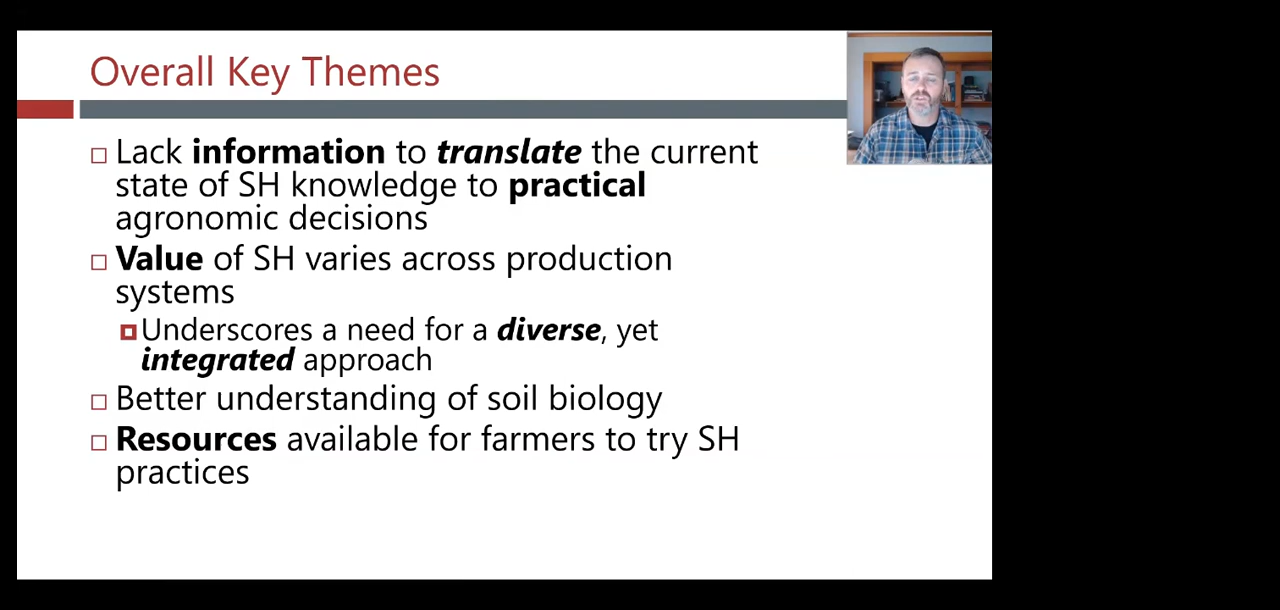 Overall Key Themes
Lack information to translate the current
state of SH knowledge to practical
agronomic decisions
Value of SH varies across production
systems
Underscores a need for a diverse, yet
integrated approach
Better understanding of soil biology
Resources available for farmers to try SH
practices